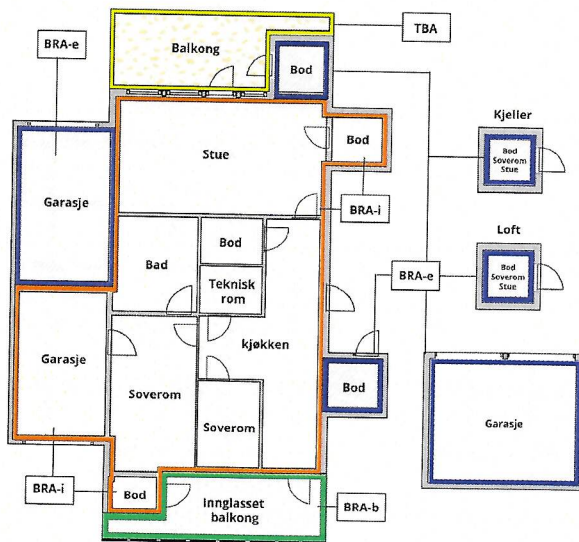 TBA
BRA-e
Balkong
Bod
Kjeller
Bod
Soverom
Stue
Stue
Bod
Garasje
BRA-i
Loft
Bod
Bad
Teknisk
rom
BRA-e
Bod
Soverom
Stue
Garasje
kjøkken
Soverom
Soverom
Bod
Garasje
BRA-i
Bod
Innglasset
balkong
BRA-b